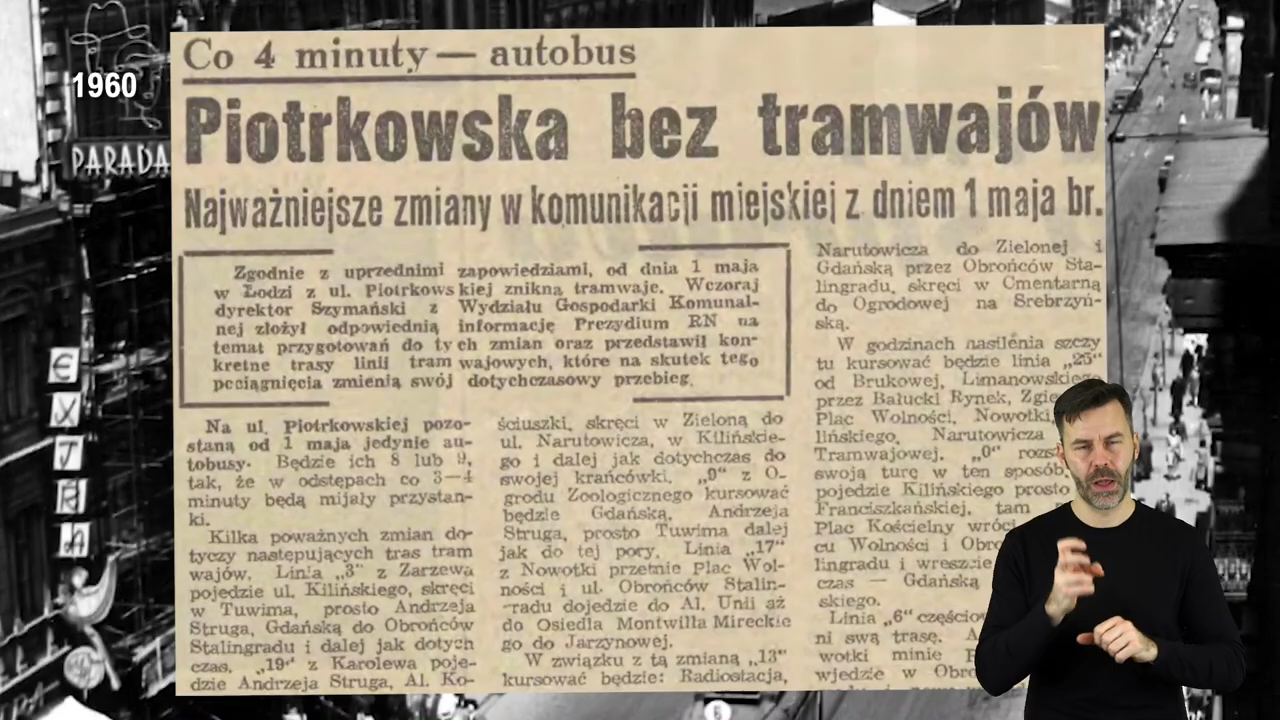 1960
PARADA
EXTRA
Co 4 minuty — autobus
Piotrkowska bez tramwajów
Najważniejsze zmiany w komunikacji miejskiej z dniem 1 maja br.
Zgodnie z uprzednimi zapowiedziami, od dnia 1 maja
w Łodzi z ul. Piotrkowskiej znikną tramwaje. Wczoraj
dyrektor Szymański z Wydziału Gospodarki Komunal-
nej złożył odpowiednią informację Prezydium RN na
temat przygotowań do tych zmian oraz przedstawił kon-
kretne trasy linii tramwajowych, które na skutek tego
pociągnięcia zmienią swój dotychczasowy przebieg.
Na ul. Piotrkowskiej pozo-
staną od 1 maja jedynie au-
tobusy. Będzie ich 8 lub 9,
tak, że w odstępach co 3—4
minuty będą mijały przystan-
ki.
Kilka poważnych zmian do-
tyczy następujących tras tram
wajów. Linia „3" z Zarzewa
pojedzie ul. Kilińskiego, skręci
w Tuwima, prosto Andrzeja
Struga, Gdańską do Obrońców
Stalingradu i dalej jak dotych
czas. „19" z Karolewa poje-
dzie Andrzeja Struga, Al. Ko-
ściuszki, skręci w Zieloną do
ul. Narutowicza, w Kilińskie-
go i dalej jak dotychczas do
swojej krańcówki. „9" z O-
grodu Zoologicznego kursować
będzie Gdańską, Andrzeja
Struga, prosto Tuwima dalej
jak do tej pory. Linia „17"
z Nowotki przetnie Plac Wol-
ności i ul. Obrońców Stalin-
gradu dojedzie do Al. Unii aż
do Osiedla Montwiłła Mireckie
go do Jarzynowej.
W związku z tą zmianą „13"
kursować będzie: Radiostacja,
Narutowicza do Zielonej i
Gdańską przez Obrońców Sta-
lingradu, skręci w Cmentarną
do Ogrodowej na Srebrzyń-
ską.
W godzinach nasilenia szczy
tu kursować będzie linia „25"
od Brukowej, Limanowskiego
przez Bałucki Rynek, Zgie
Plac Wolności, Nowotki,
lińskiego, Narutowicza
Tramwajowej. „0" rozs
swoją turę w ten sposób,
pojedzie Kilińskiego prosto
Franciszkańskiej, tam
Plac Kościelny wróci
cu Wolności i Obro
lingradu i wreszcie
czas — Gdańską
skiego.
Linia „6" częścio
ni swą trasę. A
wotki minie P
wjedzie w Obro